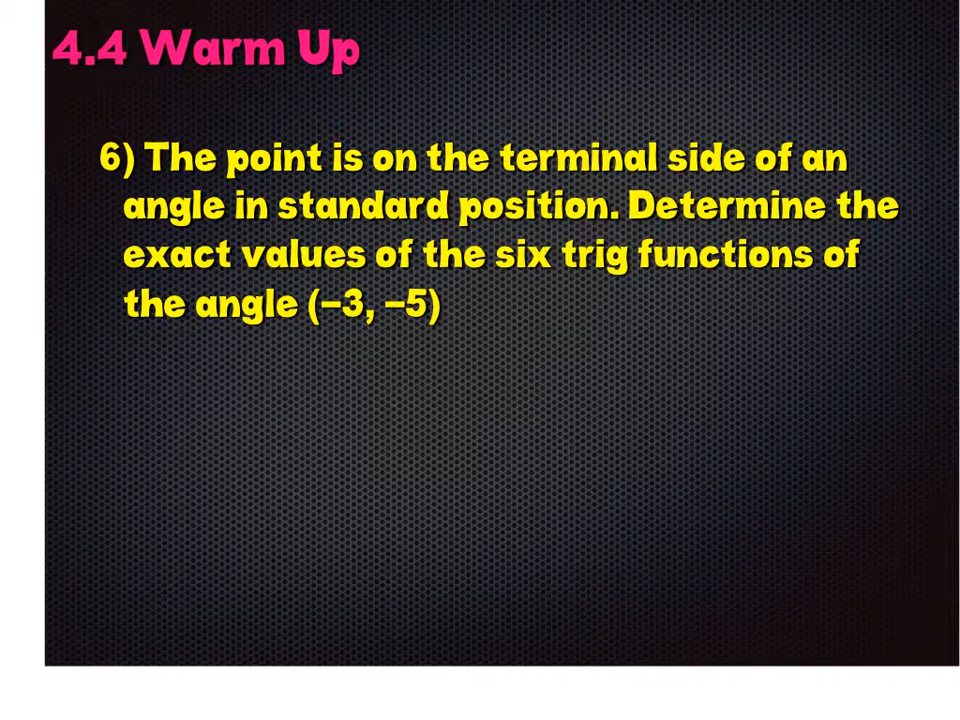 4.4 Warm Up
6) The point is on the terminal side of an
angle in standard position. Determine the
exact values of the six trig functions of
the angle (-3, -5)